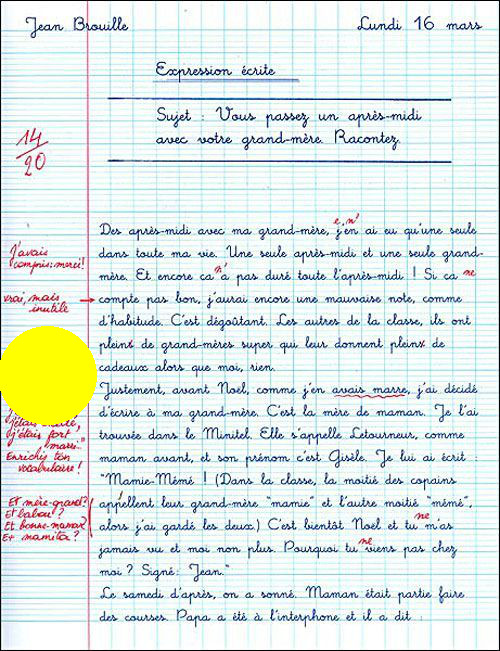 Jean Brouille
Lundi 16 mars
Expression écrite
Sujet : Vous passez un après-midi
avec votre grand-mère. Racontez.
14/20
e n'
Des après-midi avec ma grand-mère, j'en ai eu qu'une seule
dans toute ma vie. Une seule après-midi et une seule grand-
J'avais
compris : merci !
n'
mère. Et encore ca a pas duré toute l'après-midi ! Si ca
ne
vrai, mais
inutile
compte pas bon, j'aurai encore une mauvaise note, comme
d'habitude. C'est dégoûtant. Les autres de la classe, ils ont
pleins de grand-mères super qui leur donnent pleins de
cadeaux alors que moi, rien.
Justement, avant Noël, comme j'en avais marre, j'ai décidé
d'écrire à ma grand-mère. C'est la mère de maman. Je l'ai
j'étais
j'étais fort
marri."
Enrichis ton
vocabulaire !
trouvée dans le Minitel. Elle s'appelle Letourneur, comme
maman avant, et son prénom c'est Gisèle. Je lui ai écrit :
"Mamie-Mémé ! (Dans la classe, la moitié des copains
Et mère-grand ?
Et babou ?
Et bonne-maman ?
Et mamita ?
appéllent leur grand-mère "mamie" et l'autre moitié "mémé",
ne
alors j'ai gardé les deux.) C'est bientôt Noël et tu m'as
jamais vu et moi non plus. Pourquoi tu viens pas chez
ne
moi ? Signé : Jean."
Le samedi d'après, on a sonné. Maman était partie faire
des courses. Papa a été à l'interphone et il a dit :